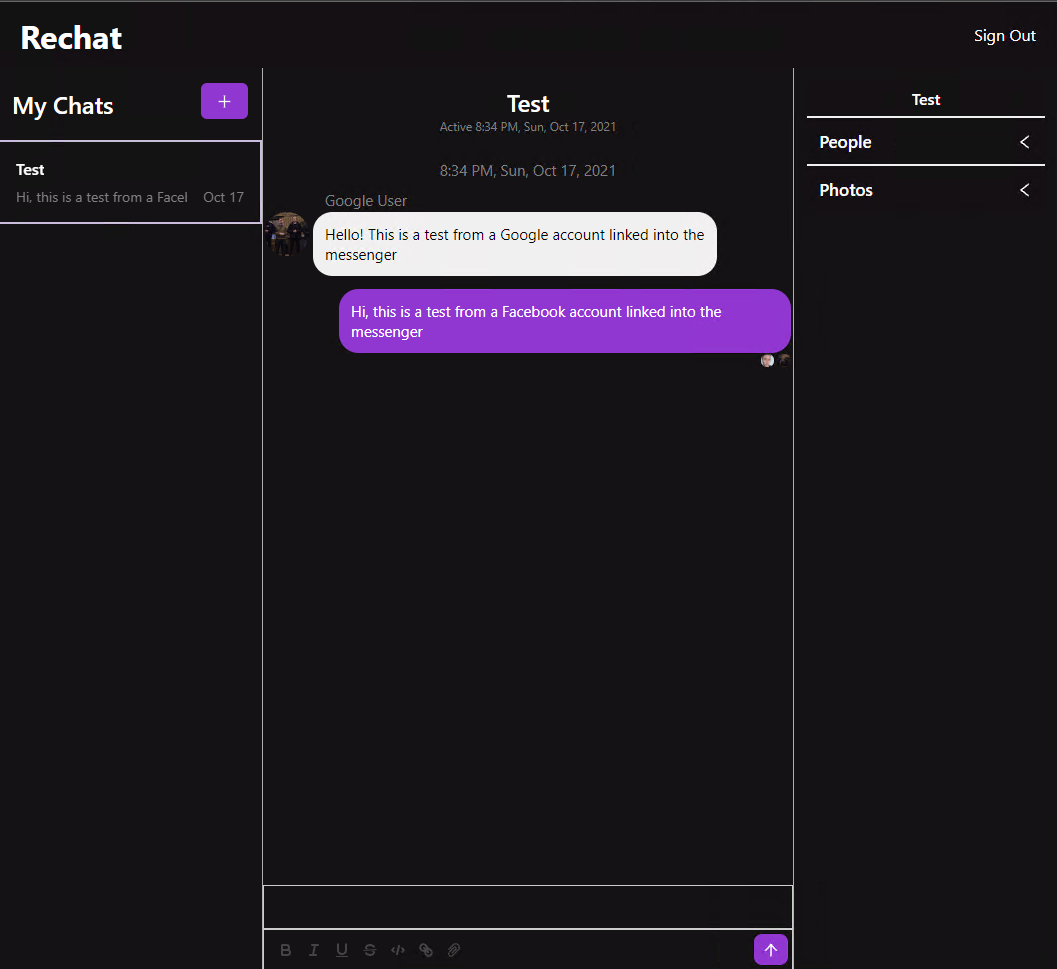 Rechat
Sign Out
My Chats
+
Test
Hi, this is a test from a Facel
Oct 17
Test
Active 8:34 PM, Sun, Oct 17, 2021
8:34 PM, Sun, Oct 17, 2021
Google User
Hello! This is a test from a Google account linked into the
messenger
Hi, this is a test from a Facebook account linked into the
messenger
B I U S </>
Test
People <
Photos <